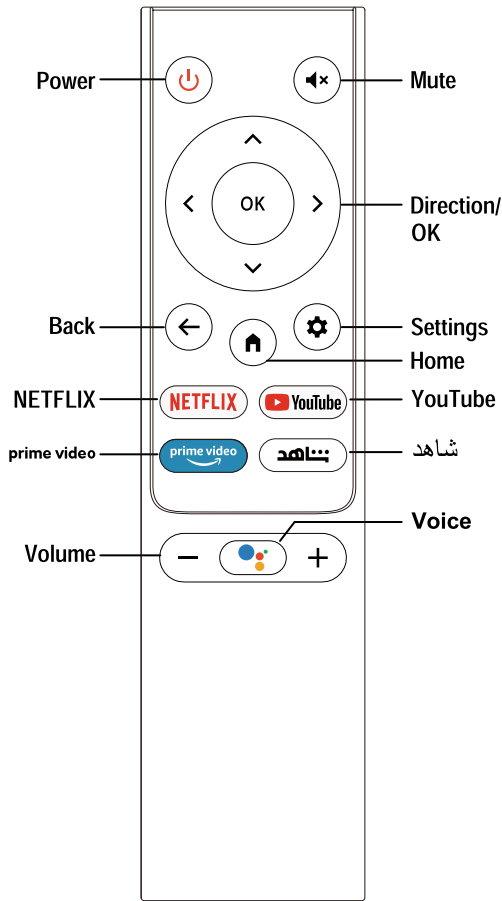 Power
Mute
OK
Direction/
OK
Back
Settings
Home
NETFLIX
NETFLIX
YouTube
YouTube
prime video
prime video
شاهد
شاهد
Voice
Volume